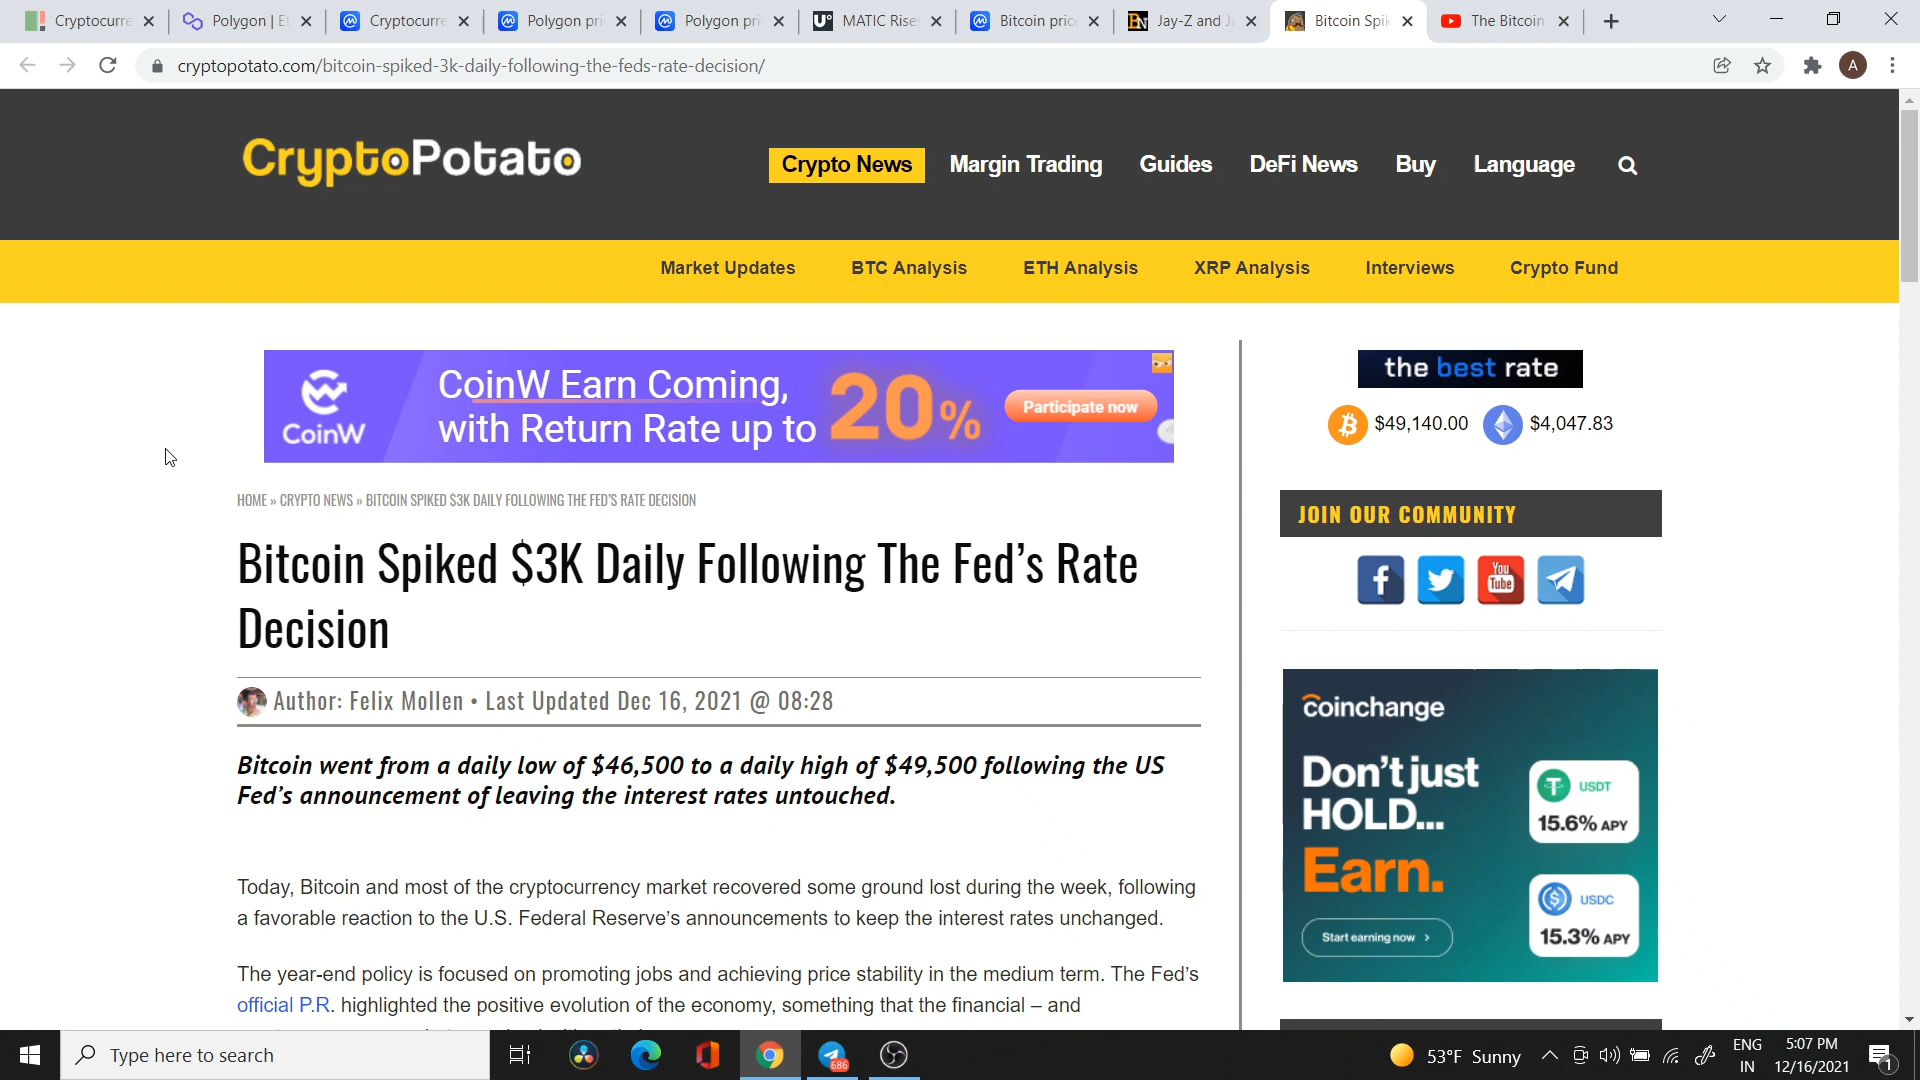 Cryptocurre
Polygon | Et
Cryptocurre
Polygon pri
Polygon pri
MATIC Rise
Bitcoin pric
Jay-Z and Ja
Bitcoin Spik
The Bitcoin
cryptopotato.com/bitcoin-spiked-3k-daily-following-the-feds-rate-decision/
A
CryptoPotato
Crypto News
Margin Trading
Guides
DeFi News
Buy
Language
Market Updates
BTC Analysis
ETH Analysis
XRP Analysis
Interviews
Crypto Fund
CoinW
CoinW Earn Coming,
with Return Rate up to
20%
Participate now
the best rate
$49,140.00
$4,047.83
HOME » CRYPTO NEWS » BITCOIN SPIKED $3K DAILY FOLLOWING THE FED'S RATE DECISION
JOIN OUR COMMUNITY
You
Tube
Bitcoin Spiked $3K Daily Following The Fed's Rate
Decision
Author: Felix Mollen • Last Updated Dec 16, 2021 @ 08:28
Bitcoin went from a daily low of $46,500 to a daily high of $49,500 following the US
Fed's announcement of leaving the interest rates untouched.
Today, Bitcoin and most of the cryptocurrency market recovered some ground lost during the week, following
a favorable reaction to the U.S. Federal Reserve's announcements to keep the interest rates unchanged.
The year-end policy is focused on promoting jobs and achieving price stability in the medium term. The Fed's
official P.R. highlighted the positive evolution of the economy, something that the financial – and
coinchange
Don't just
HOLD...
Earn.
Start earning now >
USDT
15.6% APY
USDC
15.3% APY
Type here to search
686
53°F Sunny
ENG
IN
5:07 PM
12/16/2021
1